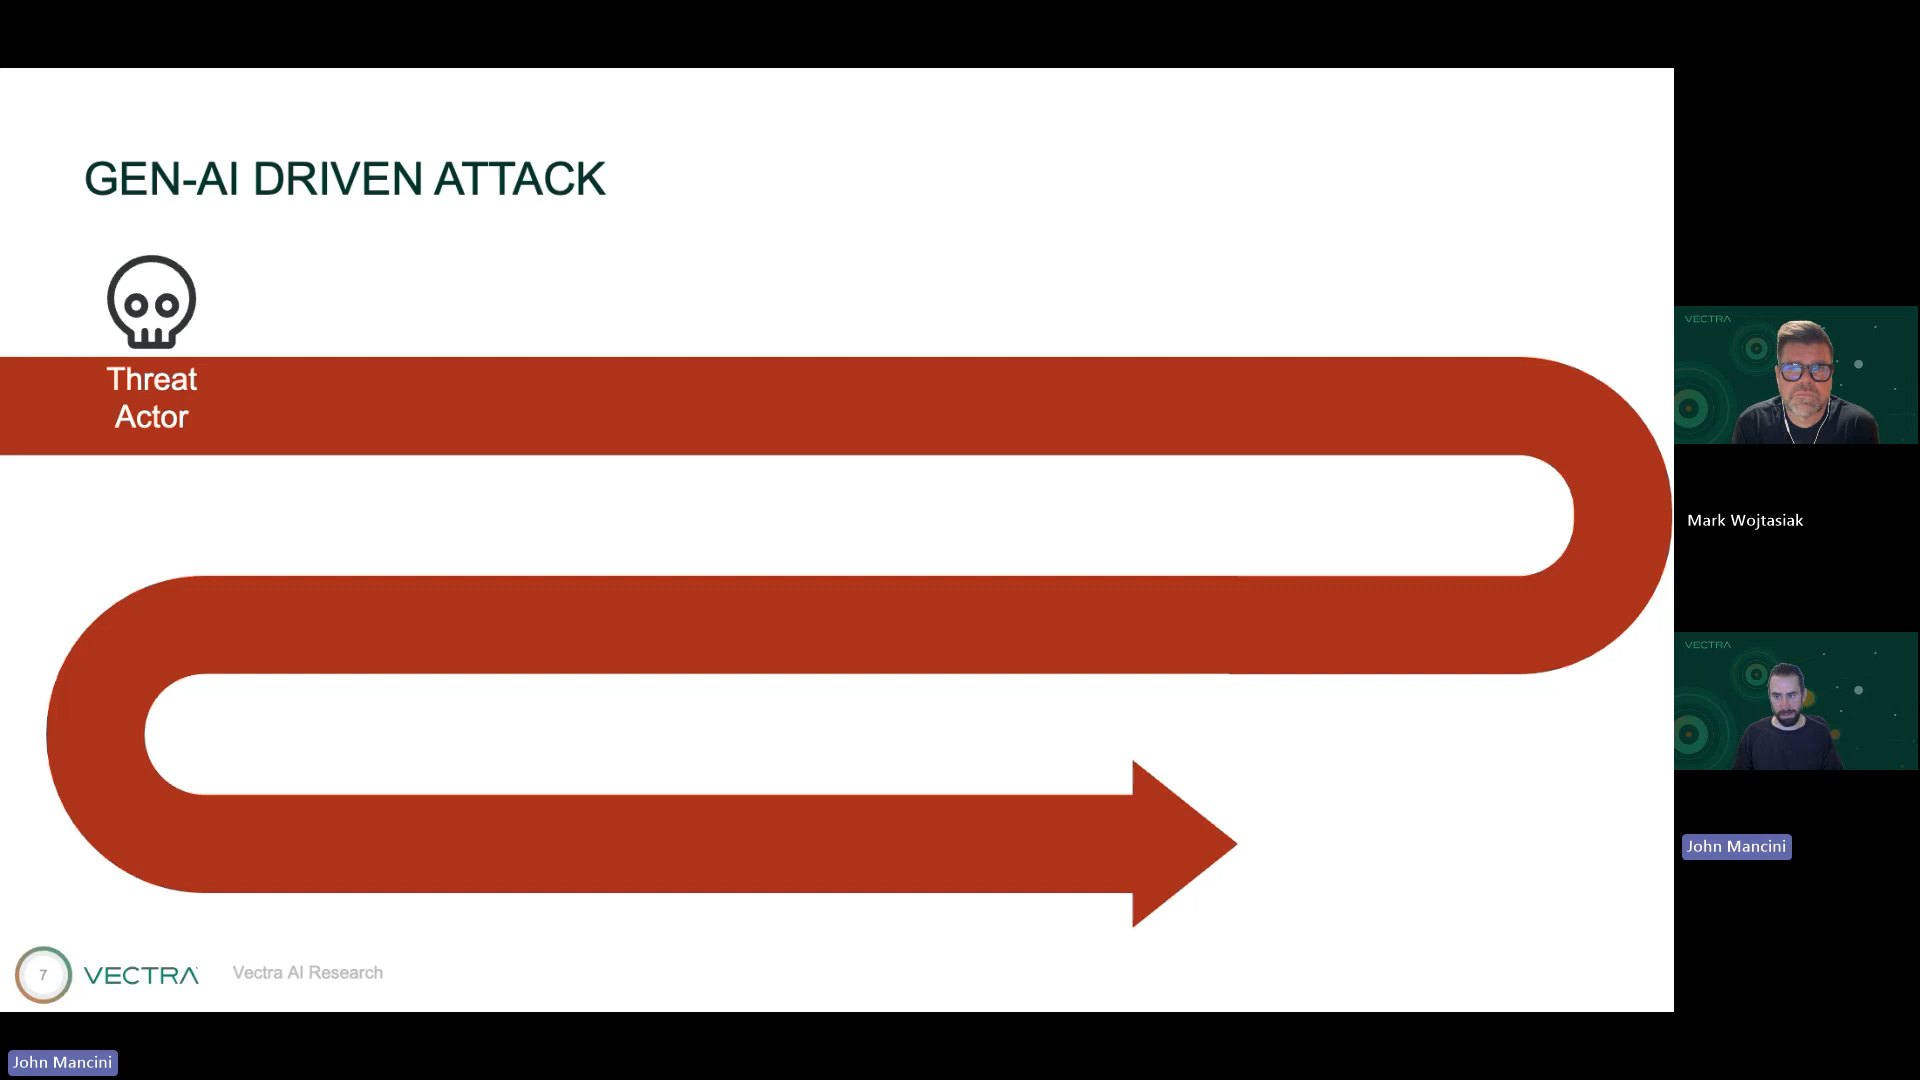 GEN-AI DRIVEN ATTACK
Threat
Actor
7
VECTRA
Vectra AI Research
VECTRA
Mark Wojtasiak
VECTRA
John Mancini
John Mancini